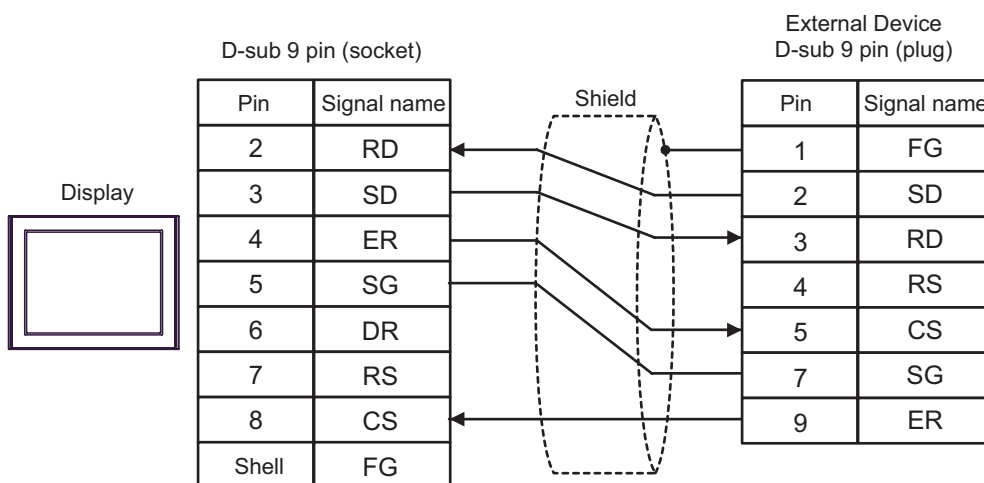 External Device
D-sub 9 pin (socket)
D-sub 9 pin (plug)
Pin Signal name
Shield
Pin Signal name
Display
2 RD
3 SD
4 ER
5 SG
6 DR
7 RS
8 CS
Shell FG
1 FG
2 SD
3 RD
4 RS
5 CS
7 SG
9 ER